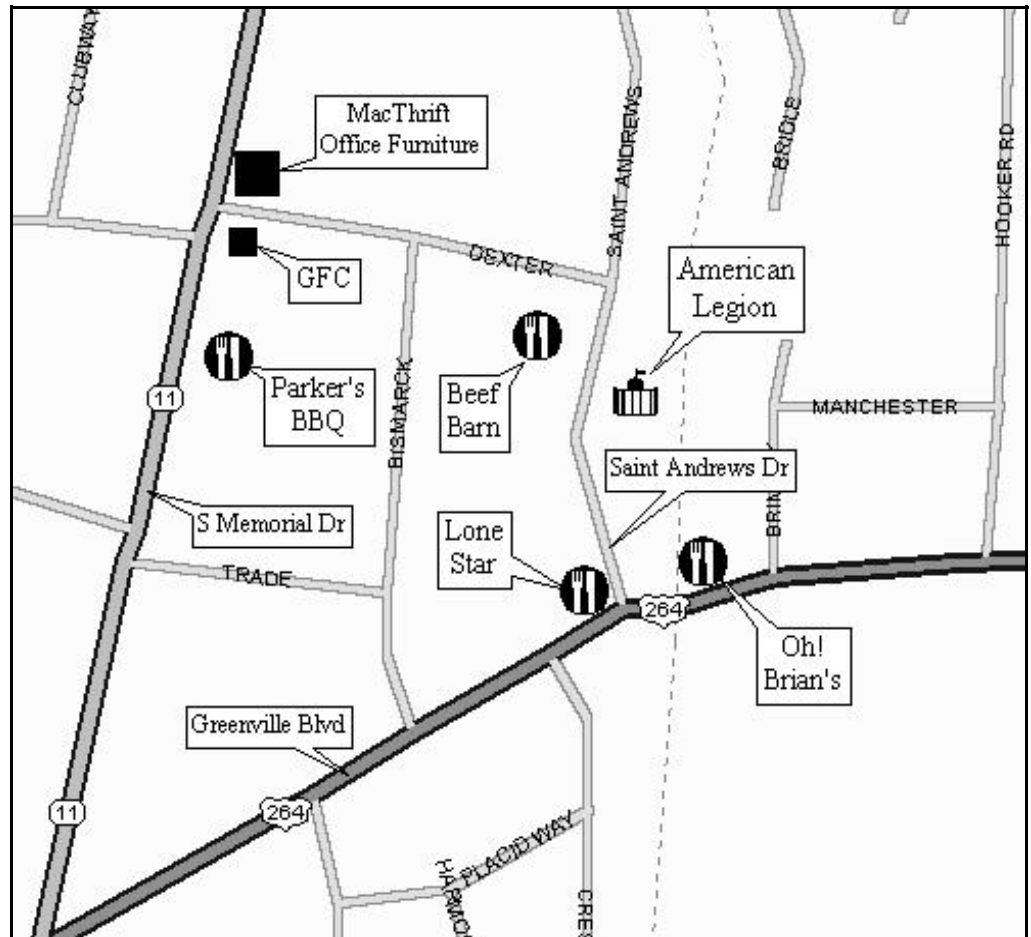 CLUBWAY
MacThrift
Office Furniture
SAINT ANDREWS
BRIDLE
HOOKER RD
DEXTER
GFC
American
Legion
11
Parker's
BBQ
BISMARCK
Beef
Barn
MANCHESTER
Saint Andrews Dr
S Memorial Dr
Lone
Star
TRADE
264
Oh!
Brian's
Greenville Blvd
11
264
PLACID WAY